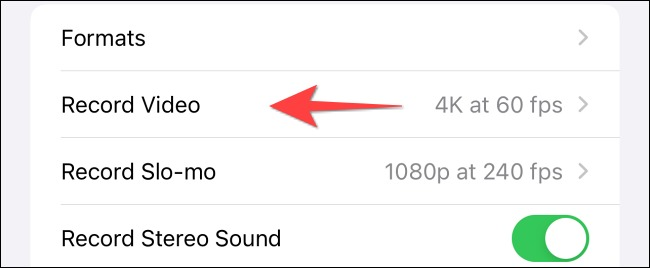 Formats
Record Video 4K at 60 fps
Record Slo-mo 1080p at 240 fps
Record Stereo Sound